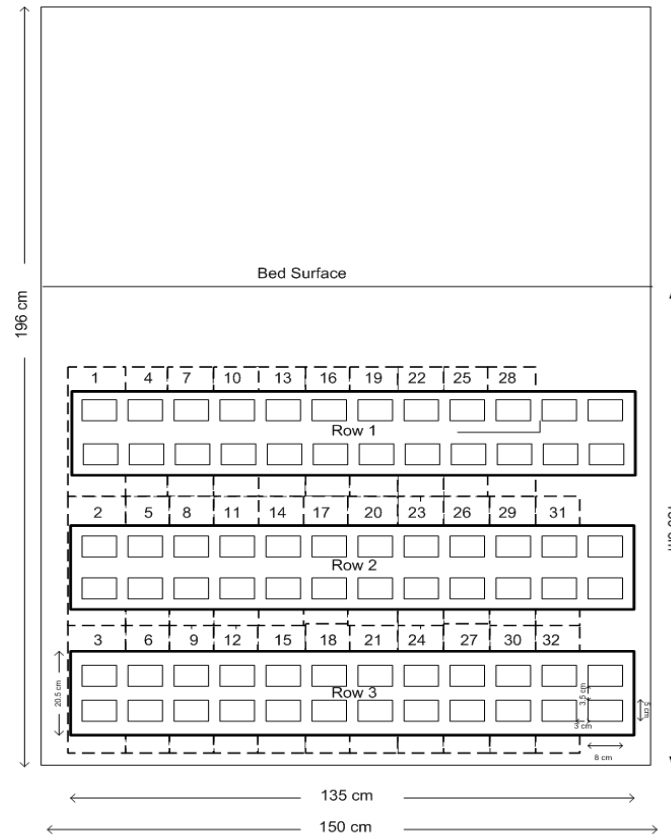 196 cm
Bed Surface
1 4 7 10 13 16 19 22 25 28
Row 1
2 5 8 11 14 17 20 23 26 29 31
Row 2
3 6 9 12 15 18 21 24 27 30 32
20.5 cm
Row 3
3.5 cm
5 cm
3 cm
8 cm
135 cm
150 cm